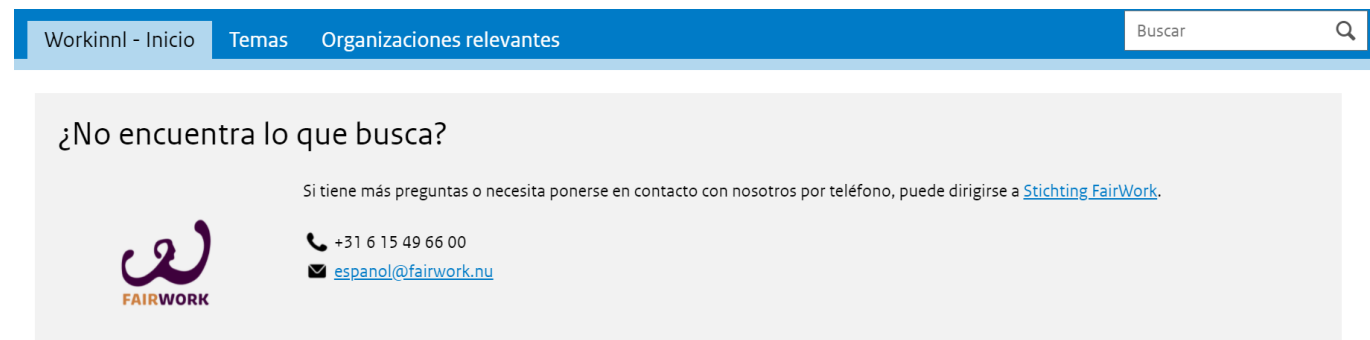 Workinnl - Inicio Temas Organizaciones relevantes Buscar
¿No encuentra lo que busca?
Si tiene más preguntas o necesita ponerse en contacto con nosotros por teléfono, puede dirigirse a Stichting FairWork.
+31 6 15 49 66 00
espanol@fairwork.nu
FAIRWORK